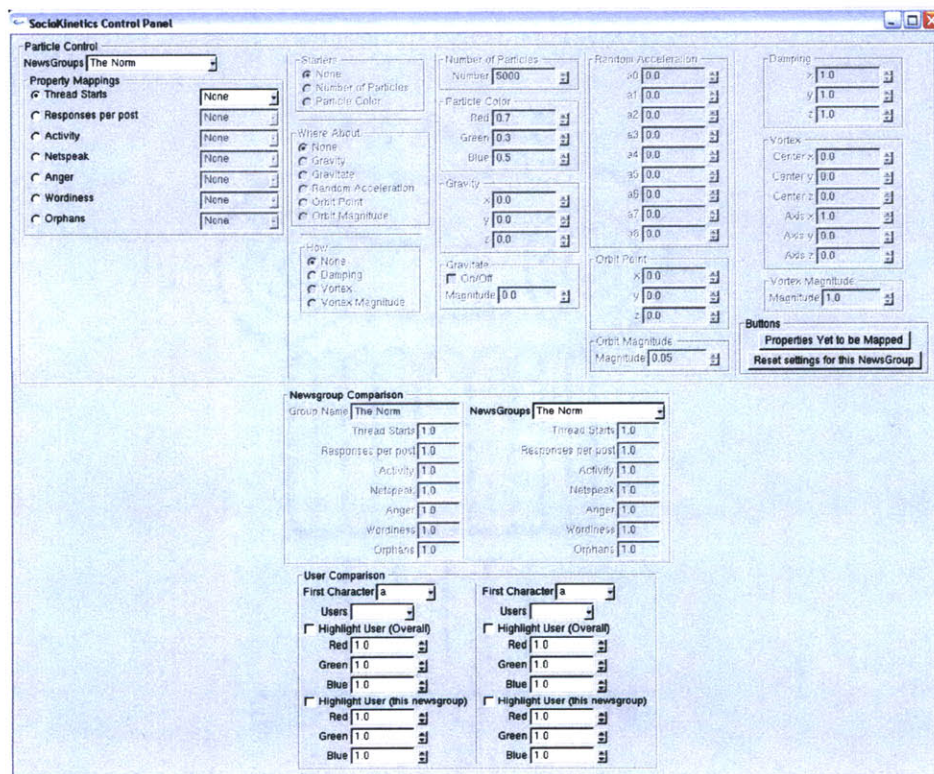 SocioKinetics Control Panel
Particle Control
NewsGroups The Norm
Property Mappings
Thread Starts None
Responses per post None
Activity None
Netspeak None
Anger None
Wordiness None
Orphans None
Starters
None
Number of Particles
Particle Color
Where About
None
Gravity
Gravitate
Random Acceleration
Orbit Point
Orbit Magnitude
How
None
Damping
Vortex
Vortex Magnitude
Number of Particles
Number 5000
Particle Color
Red 0.7
Green 0.3
Blue 0.5
Gravity
x 0.0
y 0.0
z 0.0
Gravitate
On/Off
Magnitude 0.0
Random Acceleration
a0 0.0
a1 0.0
a2 0.0
a3 0.0
a4 0.0
a5 0.0
a6 0.0
a7 0.0
a8 0.0
Orbit Point
x 0.0
y 0.0
z 0.0
Orbit Magnitude
Magnitude 0.05
Damping
x 1.0
y 1.0
z 1.0
Vortex
Center x 0.0
Center y 0.0
Center z 0.0
Axis x 1.0
Axis y 0.0
Axis z 0.0
Vortex Magnitude
Magnitude 1.0
Buttons
Properties Yet to be Mapped
Reset settings for this NewsGroup
Newsgroup Comparison
Group Name The Norm
Thread Starts 1.0
Responses per post 1.0
Activity 1.0
Netspeak 1.0
Anger 1.0
Wordiness 1.0
Orphans 1.0
NewsGroups The Norm
Thread Starts 1.0
Responses per post 1.0
Activity 1.0
Netspeak 1.0
Anger 1.0
Wordiness 1.0
Orphans 1.0
User Comparison
First Character a
Users
Highlight User (Overall)
Red 1.0
Green 1.0
Blue 1.0
Highlight User (this newsgroup)
Red 1.0
Green 1.0
Blue 1.0
First Character a
Users
Highlight User (Overall)
Red 1.0
Green 1.0
Blue 1.0
Highlight User (this newsgroup)
Red 1.0
Green 1.0
Blue 1.0